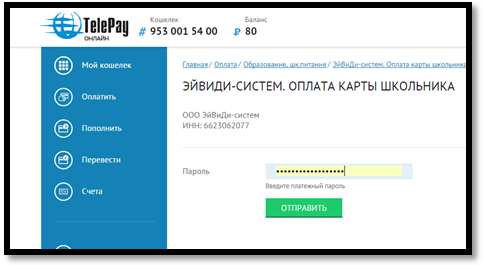 TelePay
ОНЛАЙН
Кошелек
# 953 001 54 00
Баланс
₽ 80
Мой кошелек
Оплатить
Пополнить
Перевести
Счета
Главная / Оплата / Образование, шк.питание / ЭйВиДи-систем. Оплата карты школьника
ЭЙВИДИ-СИСТЕМ. ОПЛАТА КАРТЫ ШКОЛЬНИКА
ООО ЭйВиДи-систем
ИНН: 6623062077
Пароль
••••••••••••••••••
Введите платежный пароль
ОТПРАВИТЬ